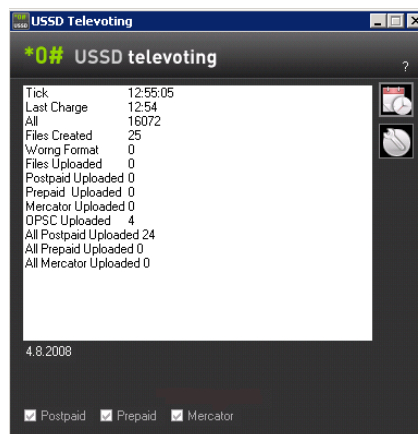 USSD Televoting
*0# USSD televoting
?
Tick 12:55:05
Last Charge 12:54
All 16072
Files Created 25
Worng Format 0
Files Uploaded 0
Postpaid Uploaded 0
Prepaid Uploaded 0
Mercator Uploaded 0
OPSC Uploaded 4
All Postpaid Uploaded 24
All Prepaid Uploaded 0
All Mercator Uploaded 0
4.8.2008
Postpaid Prepaid Mercator